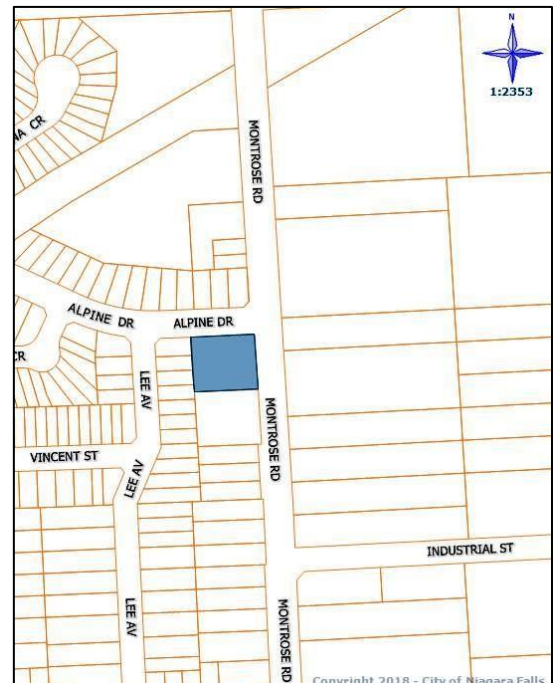 N
1:2353
NA CR
MONTROSE RD
ALPINE DR
ALPINE DR
CR
LEE AV
MONTROSE RD
VINCENT ST
LEE AV
INDUSTRIAL ST
LEE AV
MONTROSE RD
Copyright 2018 - City of Niagara Falls